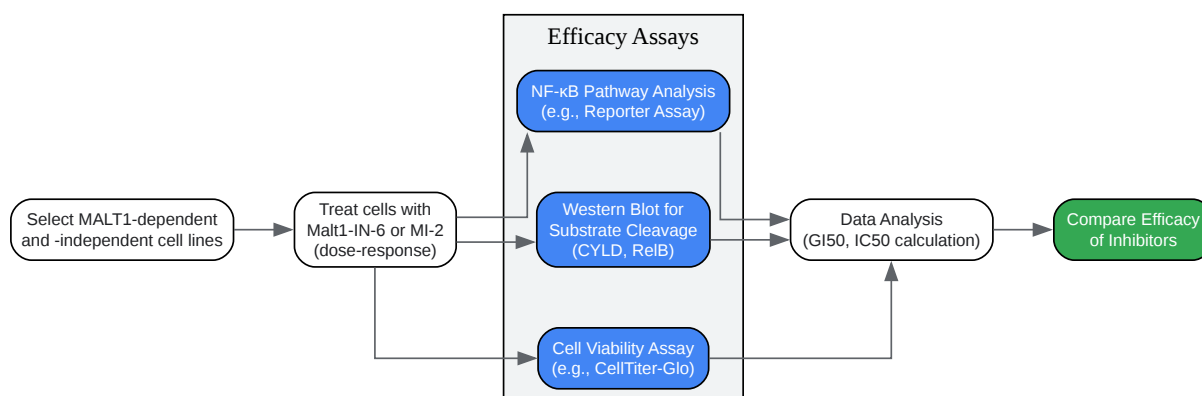 Efficacy Assays
NF-κB Pathway Analysis
(e.g., Reporter Assay)
Select MALT1-dependent
and -independent cell lines
Treat cells with
Malt1-IN-6 or MI-2
(dose-response)
Western Blot for
Substrate Cleavage
(CYLD, RelB)
Data Analysis
(GI50, IC50 calculation)
Compare Efficacy
of Inhibitors
Cell Viability Assay
(e.g., CellTiter-Glo)